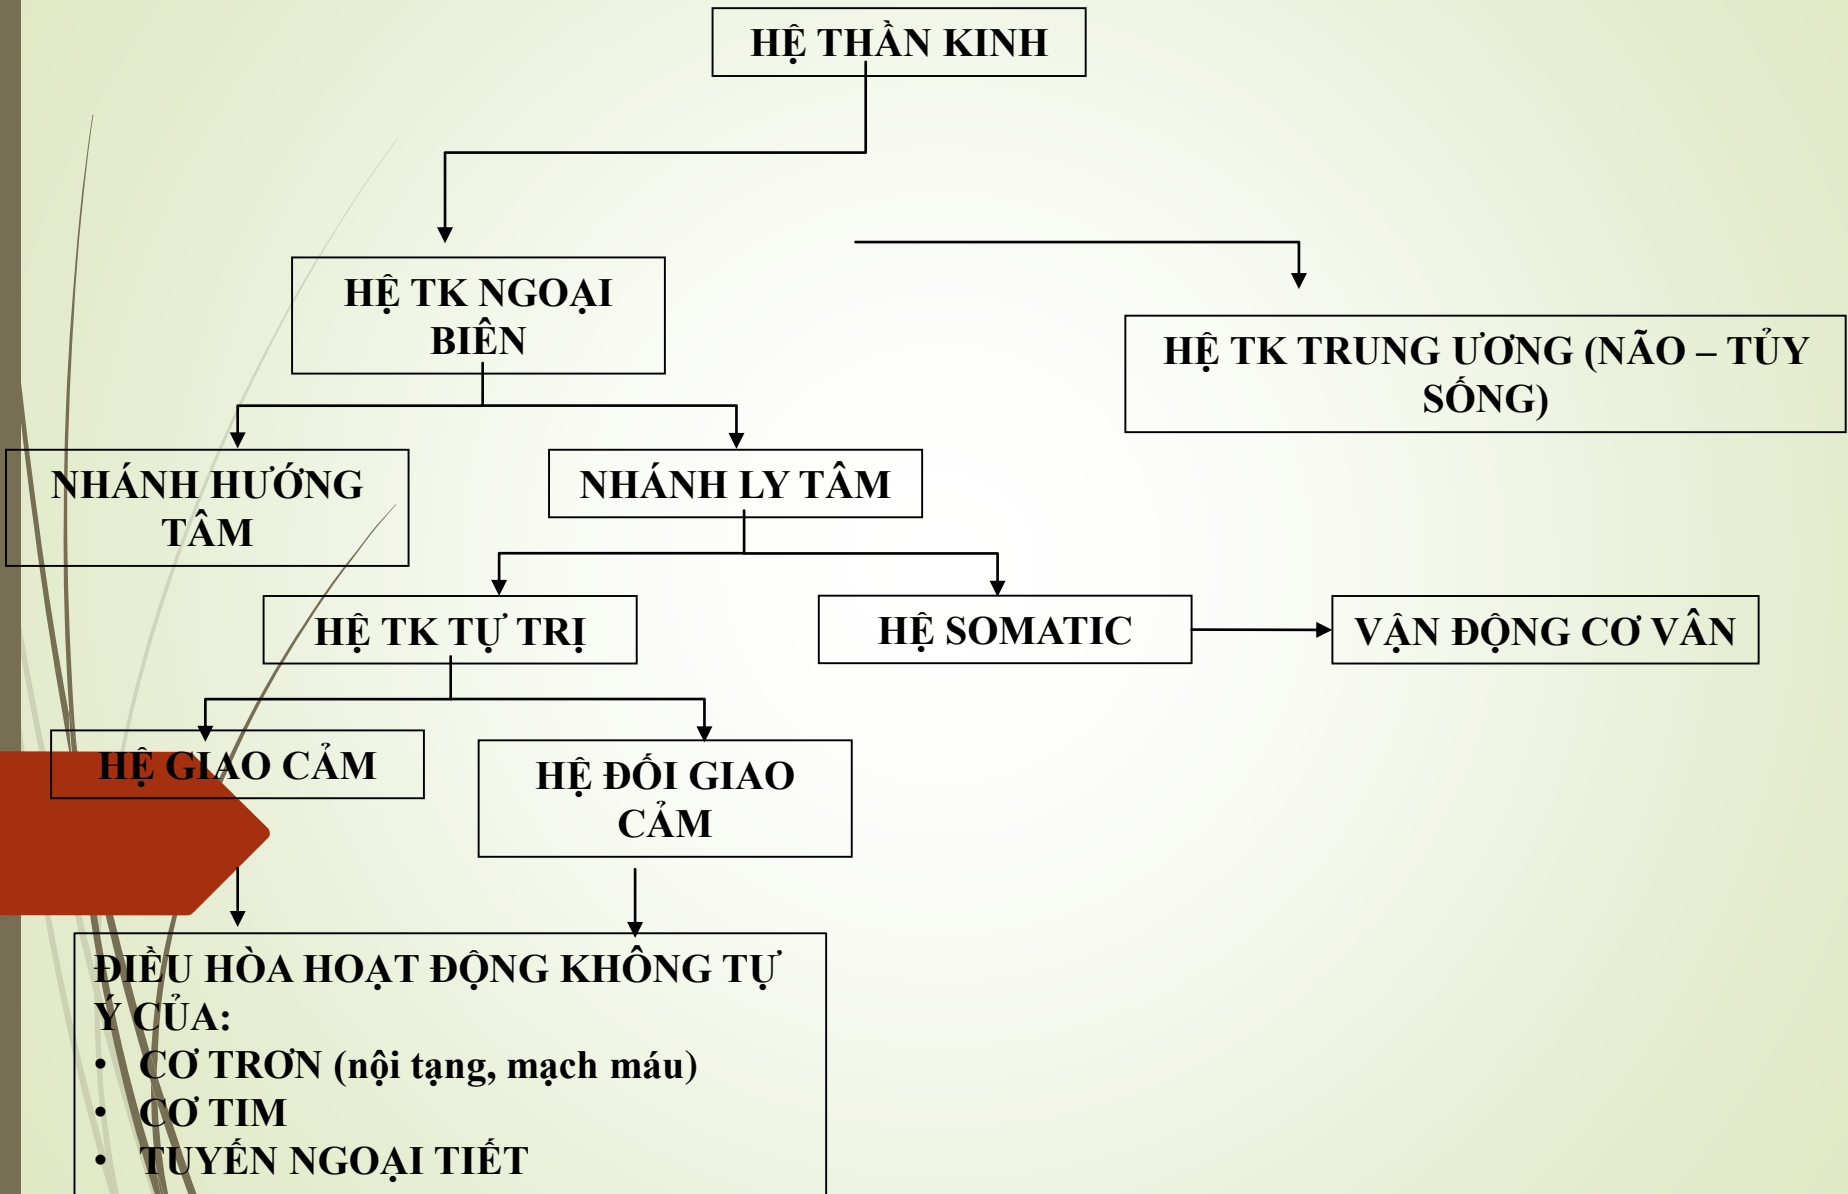 HỆ THẦN KINH
HỆ TK NGOẠI
BIÊN
HỆ TK TRUNG ƯƠNG (NÃO – TỦY
SỐNG)
NHÁNH HƯỚNG
TÂM
NHÁNH LY TÂM
HỆ TK TỰ TRỊ
HỆ SOMATIC
VẬN ĐỘNG CƠ VÂN
HỆ GIAO CẢM
HỆ ĐỐI GIAO
CẢM
ĐIỀU HÒA HOẠT ĐỘNG KHÔNG TỰ
Ý CỦA:
• CƠ TRƠN (nội tạng, mạch máu)
• CƠ TIM
• TUYẾN NGOẠI TIẾT